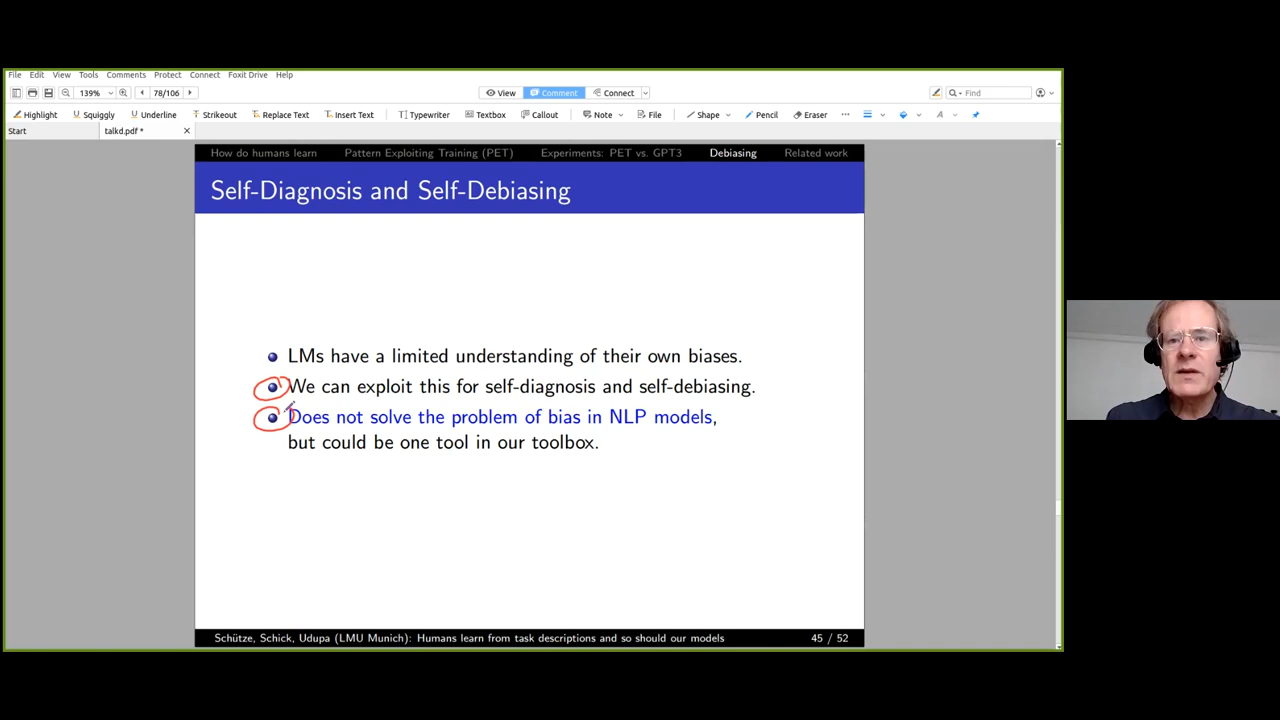 File Edit View Tools Comments Protect Connect Foxit Drive Help
139% 78/106 View Comment Connect Find
Highlight Squiggly Underline Strikeout Replace Text Insert Text Typewriter Textbox Callout Note File Shape Pencil Eraser
Start talkd.pdf *
How do humans learn Pattern Exploiting Training (PET) Experiments: PET vs. GPT3 Debiasing Related work
Self-Diagnosis and Self-Debiasing
LMs have a limited understanding of their own biases.
We can exploit this for self-diagnosis and self-debiasing.
Does not solve the problem of bias in NLP models,
but could be one tool in our toolbox.
Schütze, Schick, Udupa (LMU Munich): Humans learn from task descriptions and so should our models 45 / 52